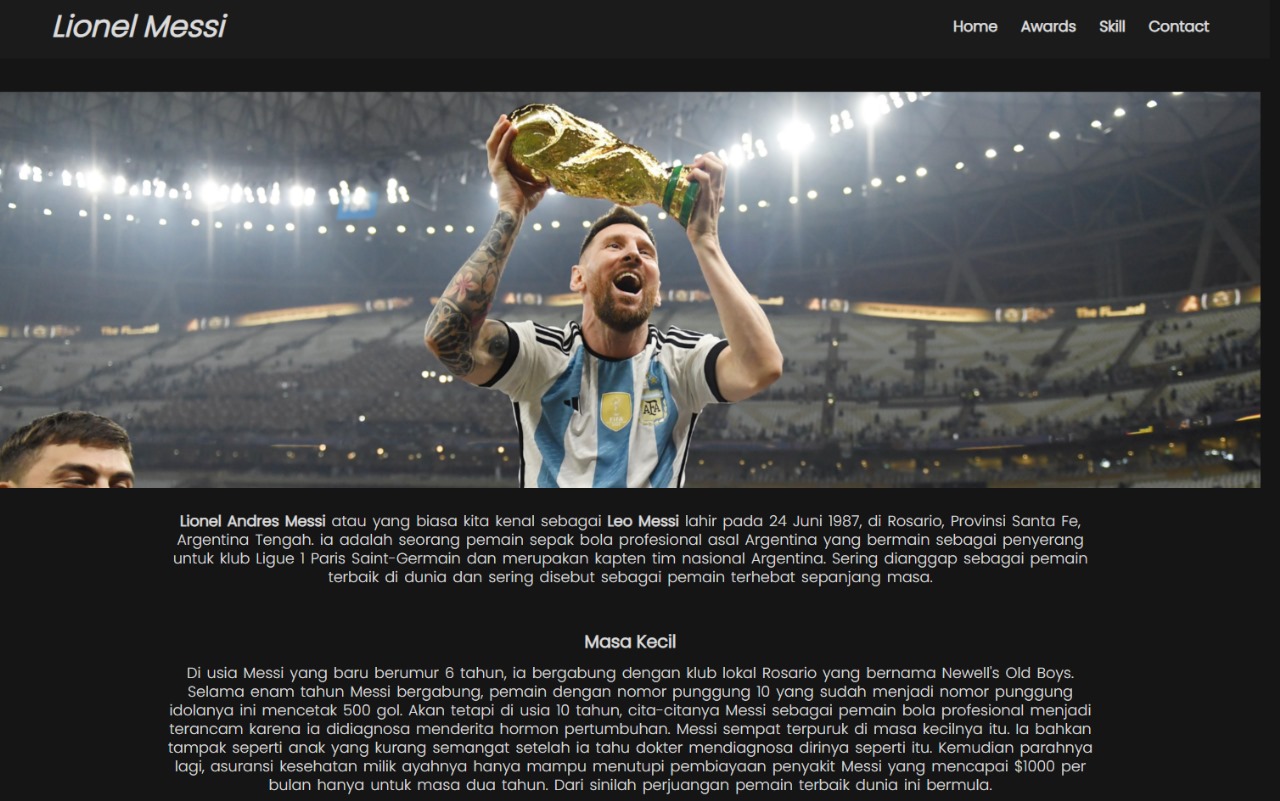 Lionel Messi
Home Awards Skill Contact
AFA
Lionel Andres Messi atau yang biasa kita kenal sebagai Leo Messi lahir pada 24 Juni 1987, di Rosario, Provinsi Santa Fe,
Argentina Tengah. ia adalah seorang pemain sepak bola profesional asal Argentina yang bermain sebagai penyerang
untuk klub Ligue 1 Paris Saint-Germain dan merupakan kapten tim nasional Argentina. Sering dianggap sebagai pemain
terbaik di dunia dan sering disebut sebagai pemain terhebat sepanjang masa.
Masa Kecil
Di usia Messi yang baru berumur 6 tahun, ia bergabung dengan klub lokal Rosario yang bernama Newell's Old Boys.
Selama enam tahun Messi bergabung, pemain dengan nomor punggung 10 yang sudah menjadi nomor punggung
idolanya ini mencetak 500 gol. Akan tetapi di usia 10 tahun, cita-citanya Messi sebagai pemain bola profesional menjadi
terancam karena ia didiagnosa menderita hormon pertumbuhan. Messi sempat terpuruk di masa kecilnya itu. Ia bahkan
tampak seperti anak yang kurang semangat setelah ia tahu dokter mendiagnosa dirinya seperti itu. Kemudian parahnya
lagi, asuransi kesehatan milik ayahnya hanya mampu menutupi pembiayaan penyakit Messi yang mencapai $1000 per
bulan hanya untuk masa dua tahun. Dari sinilah perjuangan pemain terbaik dunia ini bermula.